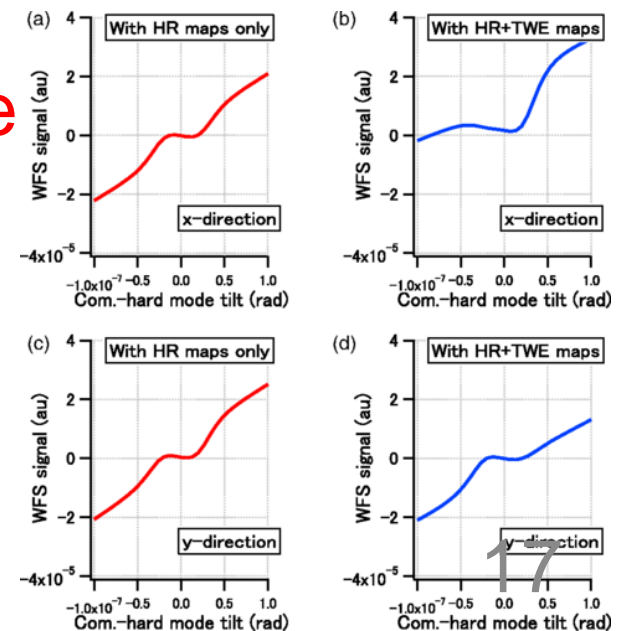 e
(a)
4
With HR maps only
2
0
-2
-4x10-5
WFS signal (au)
x-direction
-1.0x10-7 -0.5 0.0 0.5 1.0
Com.-hard mode tilt (rad)
(b)
4
With HR+TWE maps
2
0
-2
-4x10-5
WFS signal (au)
x-direction
-1.0x10-7 -0.5 0.0 0.5 1.0
Com.-hard mode tilt (rad)
(c)
4
With HR maps only
2
0
-2
-4x10-5
WFS signal (au)
y-direction
-1.0x10-7 -0.5 0.0 0.5 1.0
Com.-hard mode tilt (rad)
(d)
4
With HR+TWE maps
2
0
-2
-4x10-5
WFS signal (au)
y-direction
17
-1.0x10-7 -0.5 0.0 0.5 1.0
Com.-hard mode tilt (rad)